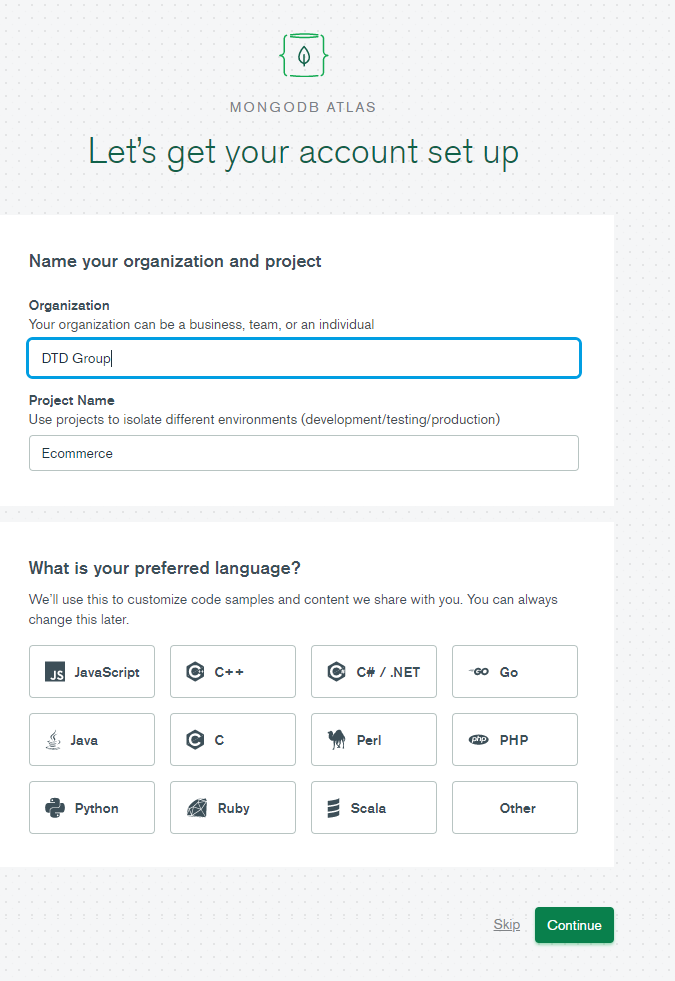 MONGODB ATLAS
Let's get your account set up
Name your organization and project
Organization
Your organization can be a business, team, or an individual
DTD Group
Project Name
Use projects to isolate different environments (development/testing/production)
Ecommerce
What is your preferred language?
We'll use this to customize code samples and content we share with you. You can always
change this later.
JS JavaScript
C++
C# / .NET
GO Go
Java
C C
Perl
php PHP
Python
Ruby
Scala
Other
Skip
Continue